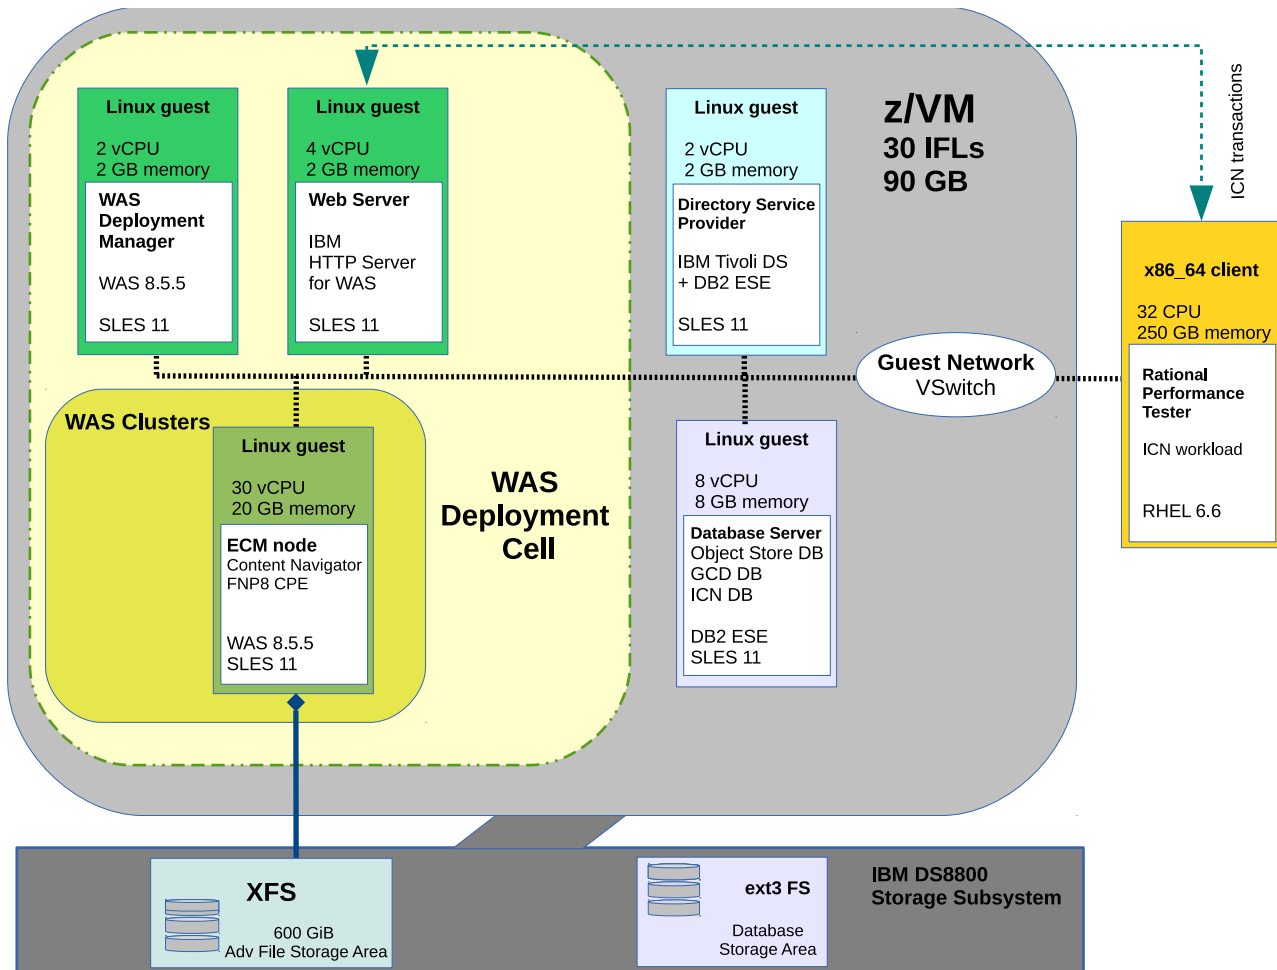 Linux guest
2 vCPU
2 GB memory
WAS
Deployment
Manager
WAS 8.5.5
SLES 11
Linux guest
4 vCPU
2 GB memory
Web Server
IBM
HTTP Server
for WAS
SLES 11
Linux guest
2 vCPU
2 GB memory
Directory Service
Provider
IBM Tivoli DS
+ DB2 ESE
SLES 11
z/VM
30 IFLs
90 GB
ICN transactions
x86_64 client
32 CPU
250 GB memory
Rational
Performance
Tester
ICN workload
RHEL 6.6
Guest Network
VSwitch
WAS Clusters
Linux guest
30 vCPU
20 GB memory
ECM node
Content Navigator
FNP8 CPE
WAS 8.5.5
SLES 11
WAS
Deployment
Cell
Linux guest
8 vCPU
8 GB memory
Database Server
Object Store DB
GCD DB
ICN DB
DB2 ESE
SLES 11
XFS
600 GiB
Adv File Storage Area
ext3 FS
Database
Storage Area
IBM DS8800
Storage Subsystem